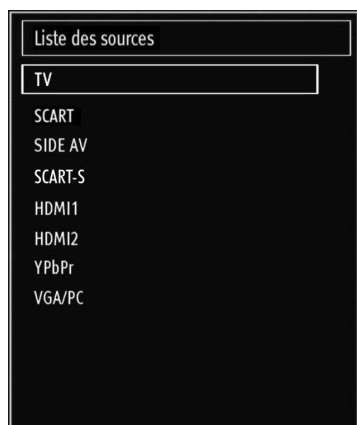 Liste des sources
TV
SCART
SIDE AV
SCART-S
HDMI1
HDMI2
YPbPr
VGA/PC